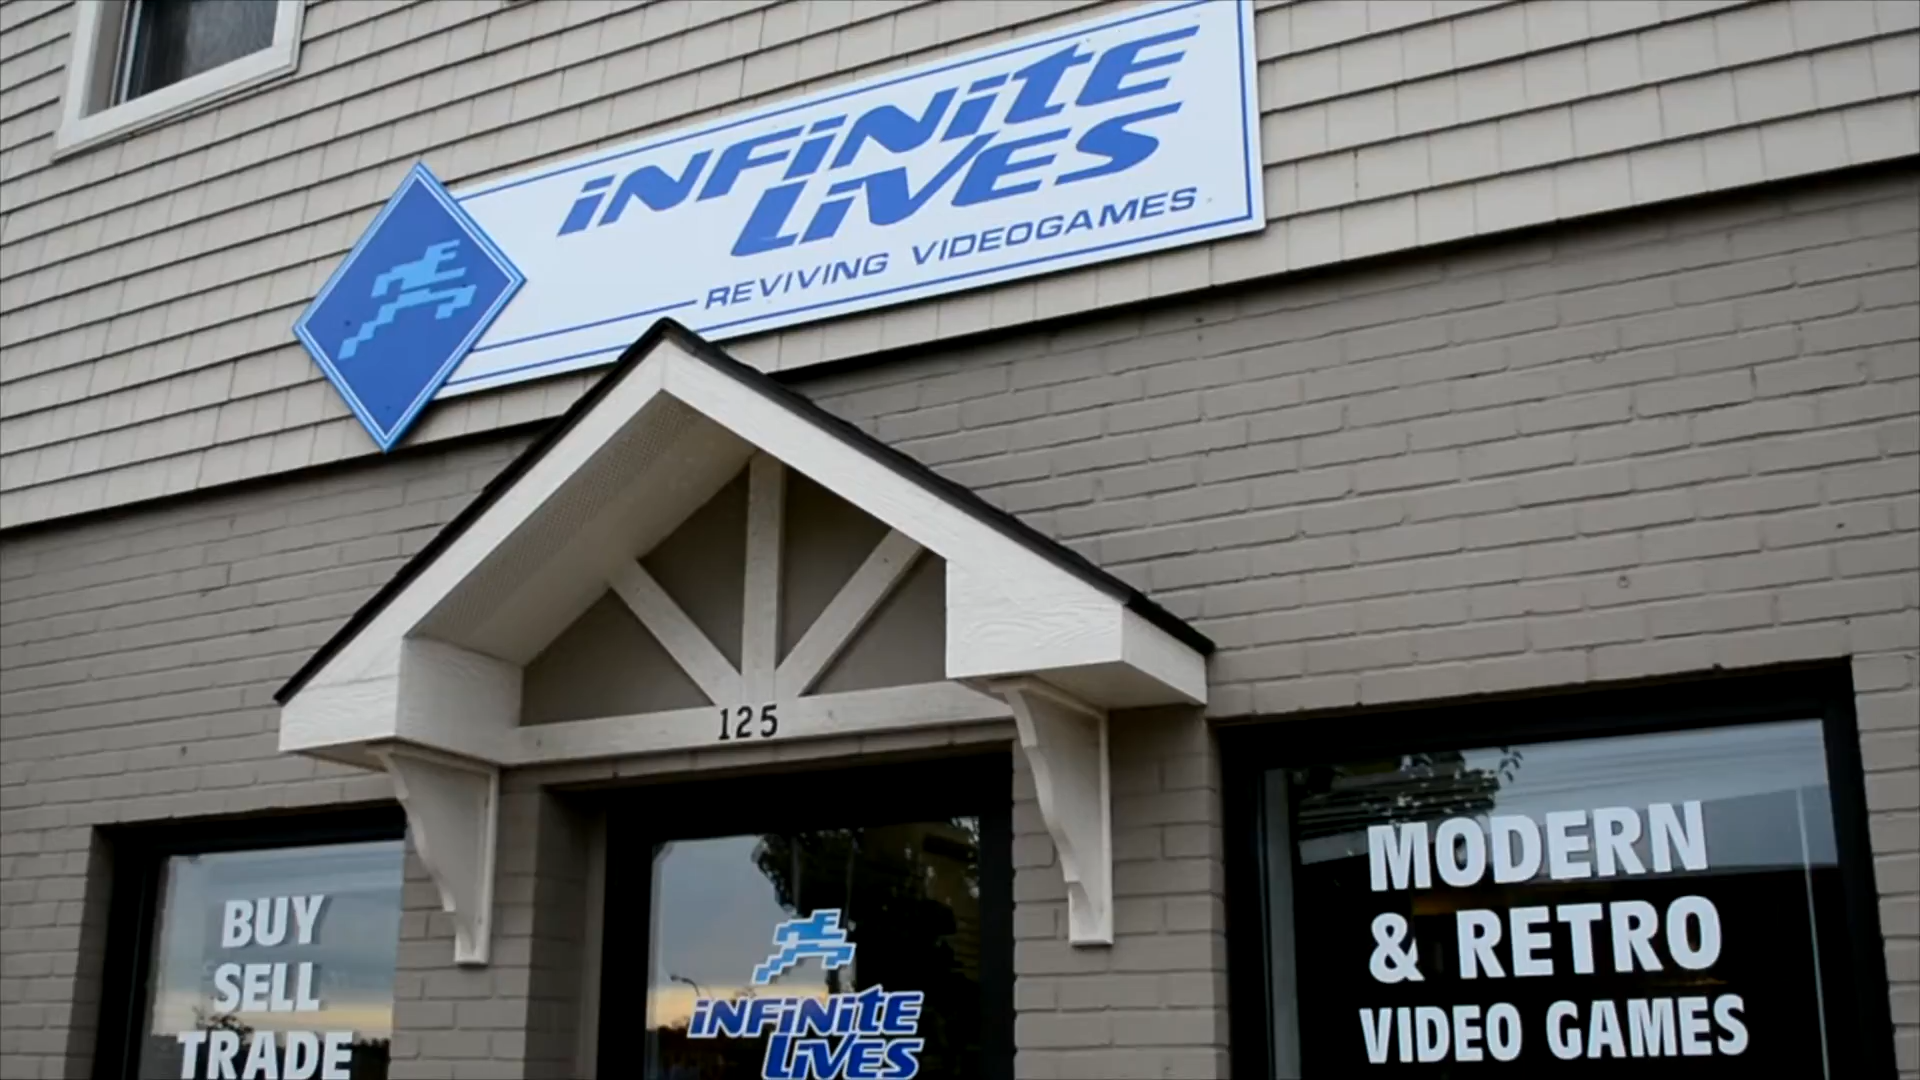 iNFiNitE
LiVES
REVIVING VIDEOGAMES
125
BUY
SELL
TRADE
iNFiNitE
LiVES
MODERN
& RETRO
VIDEO GAMES